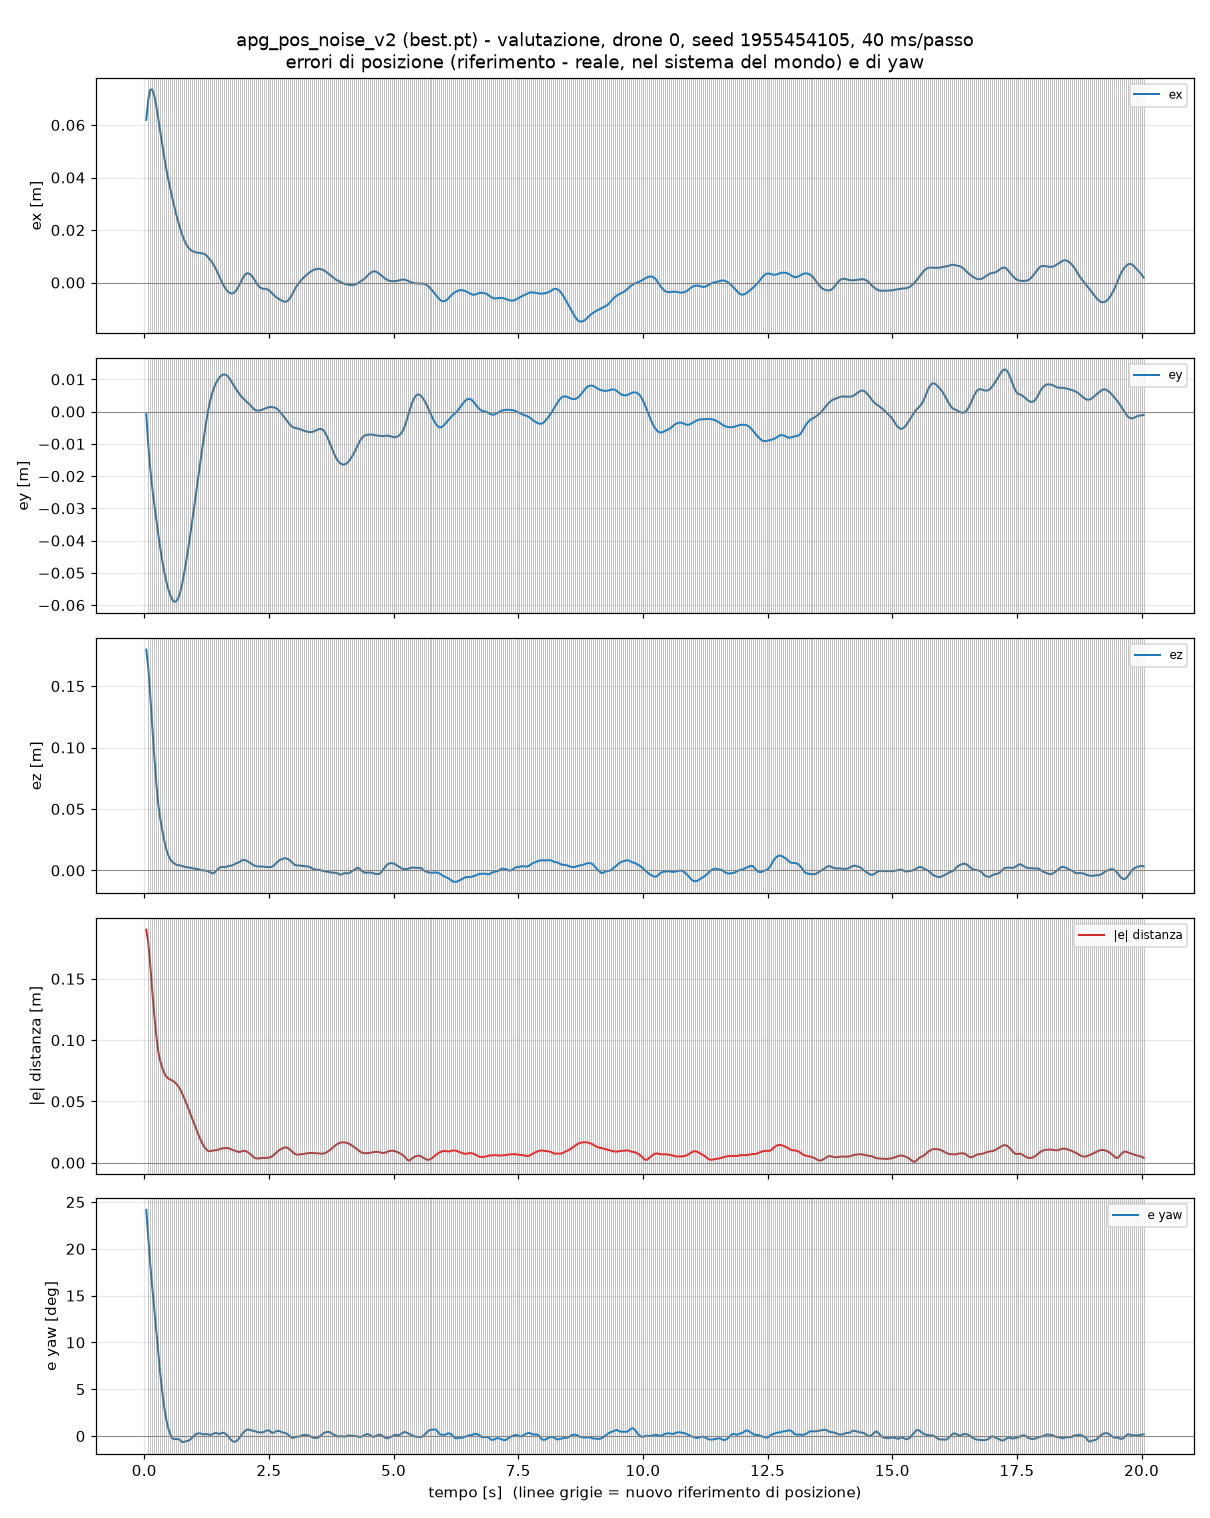 apg_pos_noise_v2 (best.pt) - valutazione, drone 0, seed 1955454105, 40 ms/passo
errori di posizione (riferimento - reale, nel sistema del mondo) e di yaw
ex
ex [m]
0.06
0.04
0.02
0.00
ey
ey [m]
0.01
0.00
−0.01
−0.02
−0.03
−0.04
−0.05
−0.06
ez
ez [m]
0.15
0.10
0.05
0.00
|e| distanza
|e| distanza [m]
0.15
0.10
0.05
0.00
e yaw
e yaw [deg]
25
20
15
10
5
0
0.0 2.5 5.0 7.5 10.0 12.5 15.0 17.5 20.0
tempo [s]  (linee grigie = nuovo riferimento di posizione)